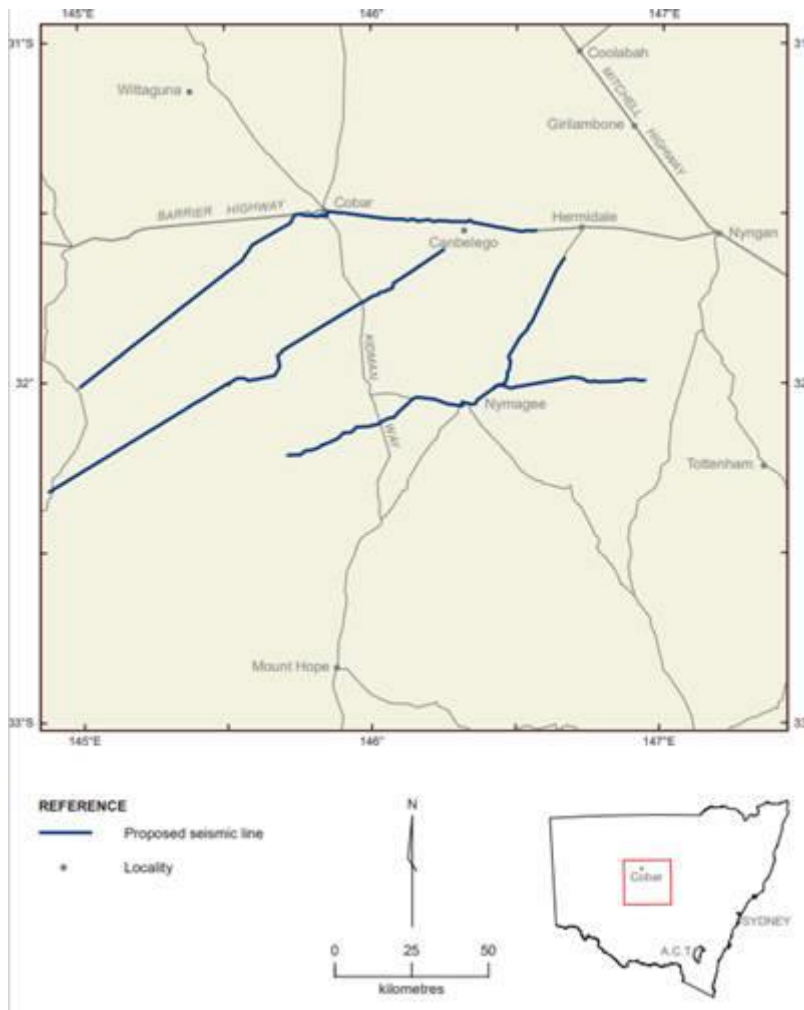 145°E 146° 147°E
31°S 31°
Coolabah
Wittaguna
MITCHELL HIGHWAY
Girilambone
BARRIER HIGHWAY
Cobar
Hermidale
Canbelego
Nyngan
KIDMAN WAY
32° 32°
Nymagee
Tottenham
Mount Hope
33°S 33
145°E 146° 147°E
REFERENCE
Proposed seismic line
Locality
N
0 25 50
kilometres
Cobar
SYDNEY
A.C.T.